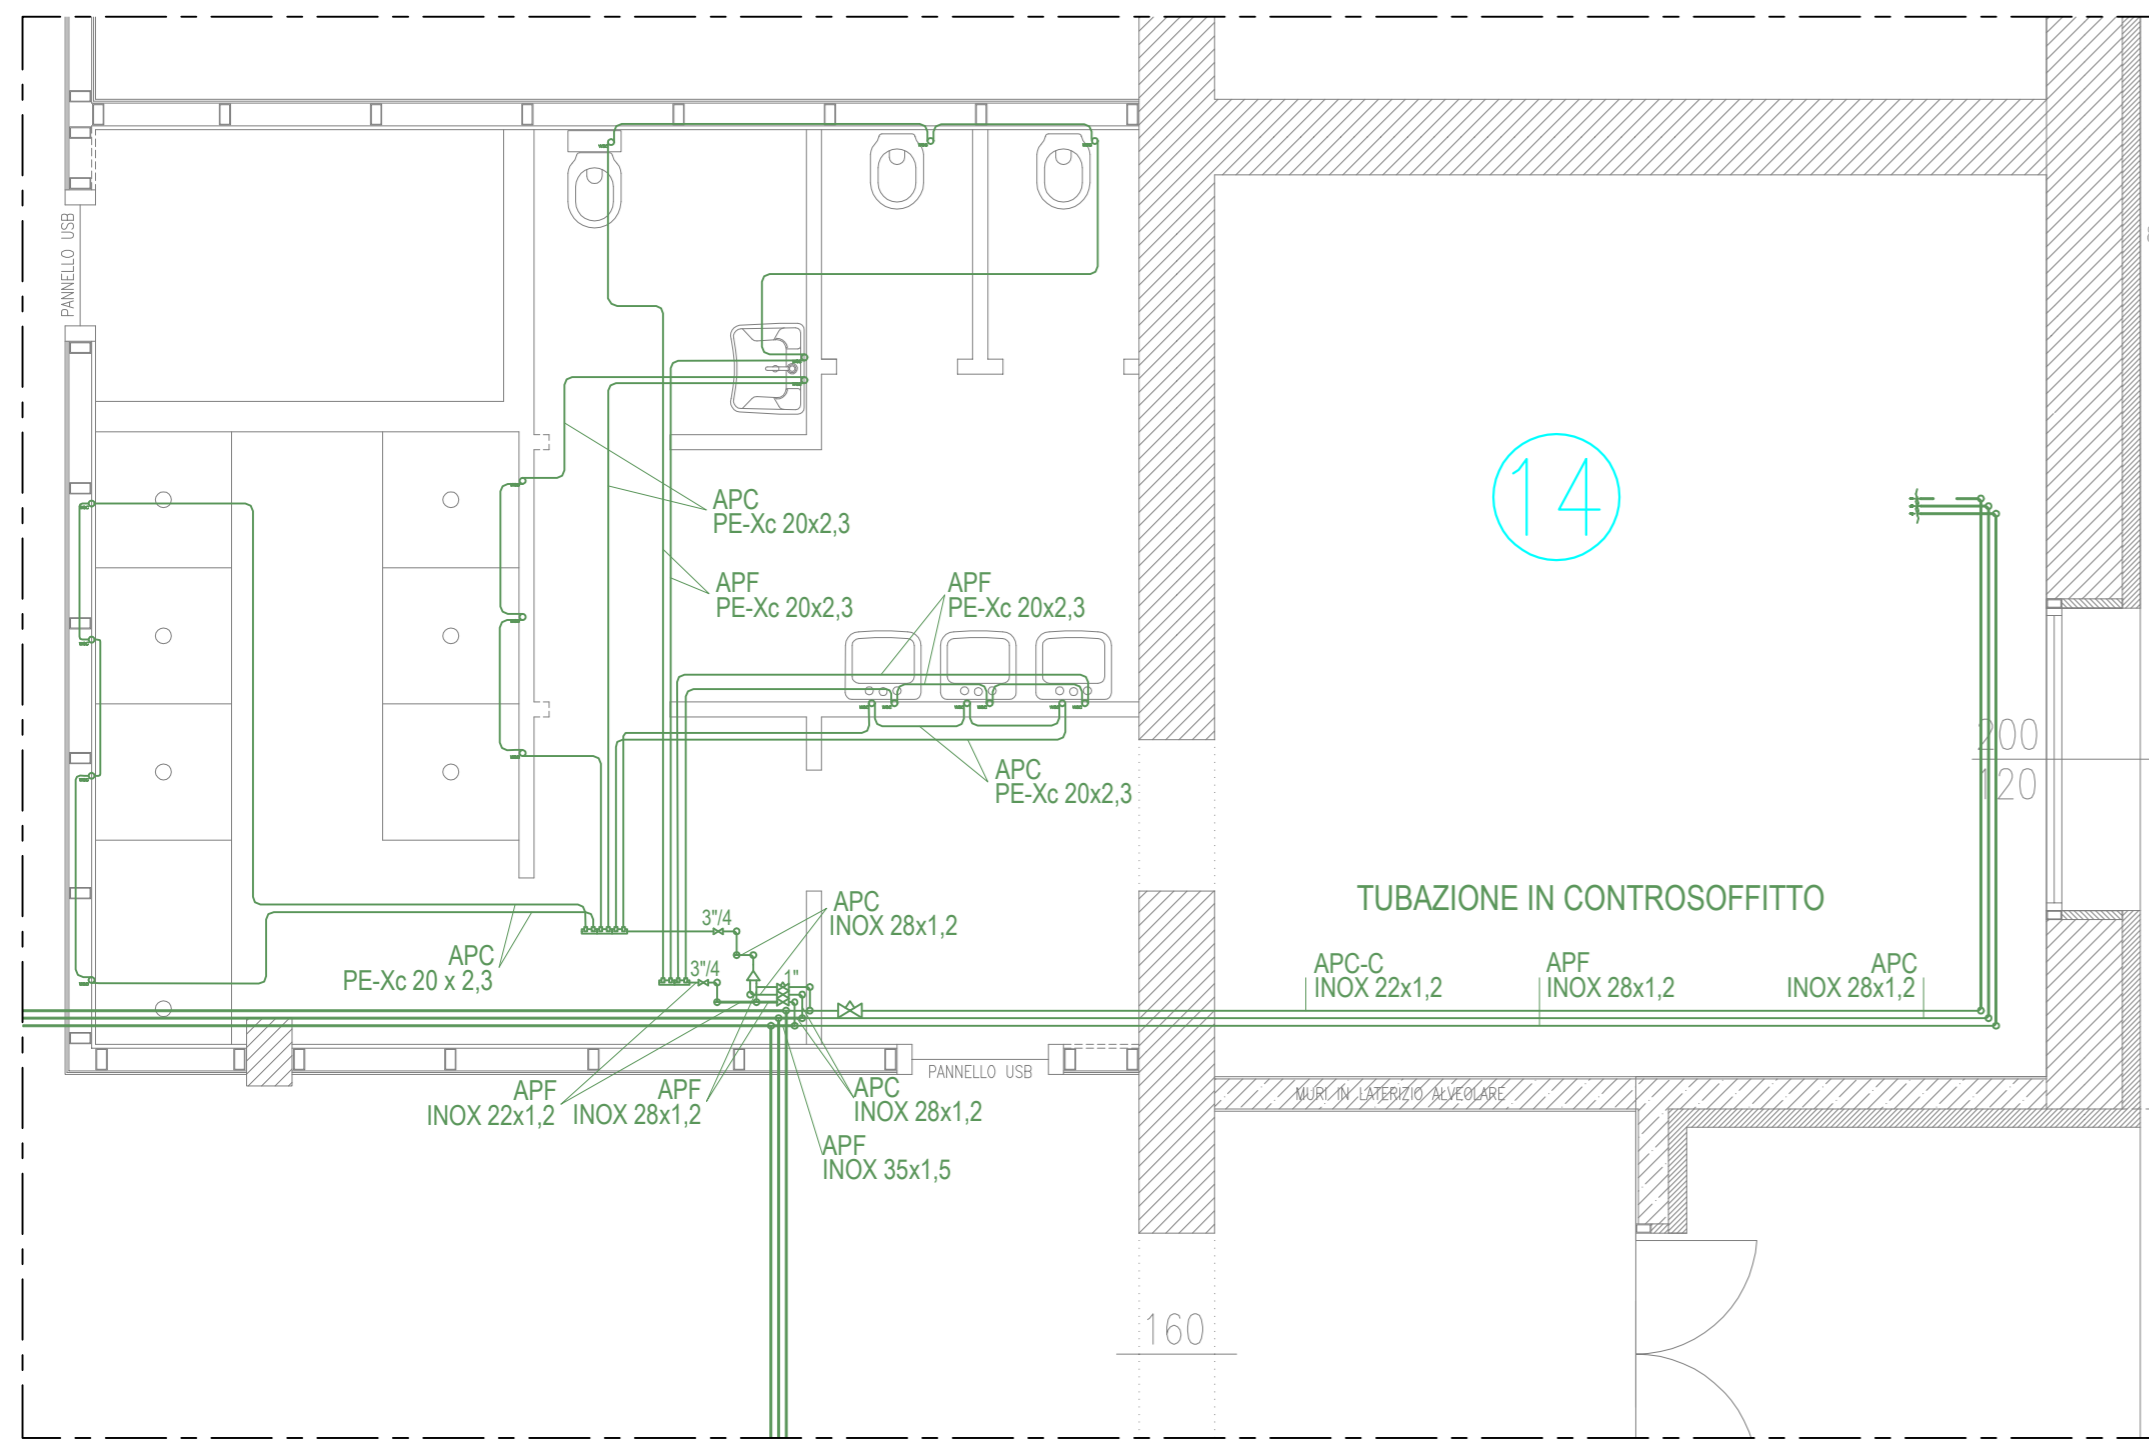 PANNELLO USB
14
APC
PE-Xc 20x2,3
APF
PE-Xc 20x2,3
APF
PE-Xc 20x2,3
APC
PE-Xc 20x2,3
200
120
TUBAZIONE IN CONTROSOFFITTO
3"/4
APC
INOX 28x1,2
APC
PE-Xc 20 x 2,3
3"/4
1"
APC-C
INOX 22x1,2
APF
INOX 28x1,2
APC
INOX 28x1,2
PANNELLO USB
APF
INOX 22x1,2
APF
INOX 28x1,2
APC
INOX 28x1,2
MURI IN LATERIZIO ALVEOLARE
APF
INOX 35x1,5
160